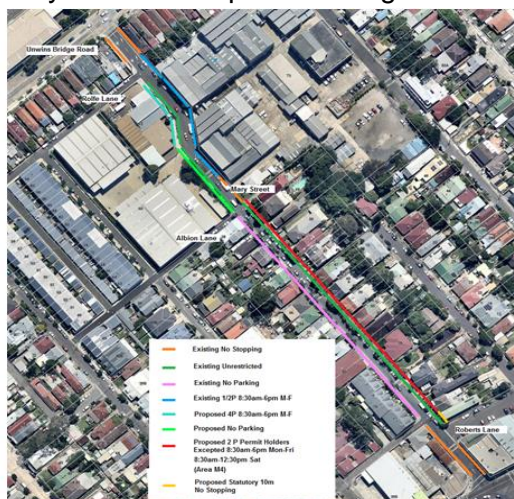 Unwins Bridge Road
Rolfe Lane
Mary Street
Albion Lane
Roberts Lane
Existing No Stopping
Existing Unrestricted
Existing No Parking
Existing 1/2P 8:30am-6pm M-F
Proposed 4P 8:30am-6pm M-F
Proposed No Parking
Proposed 2 P Permit Holders
Excepted 8:30am-6pm Mon-Fri
8:30am-12:30pm Sat
(Area M4)
Proposed Statutory 10m
No Stopping